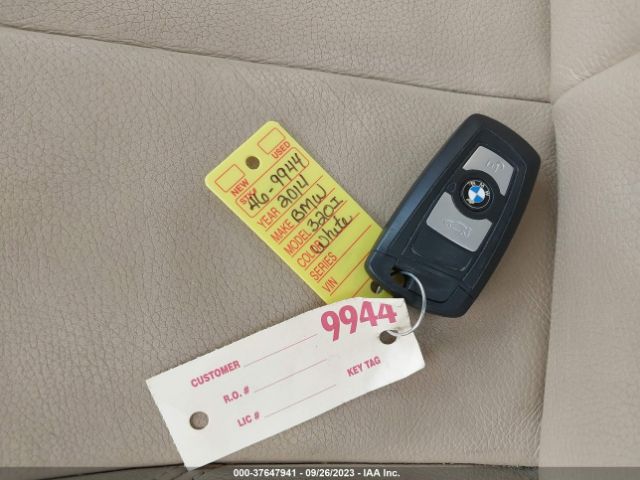 NEW USED
STK 46-9944
YEAR 2014
MAKE BMW
MODEL 320I
COLOR White
SERIES
VIN
BMW
9944
CUSTOMER
R.O. #
KEY TAG
LIC #
000-37647941 - 09/26/2023 - IAA Inc.